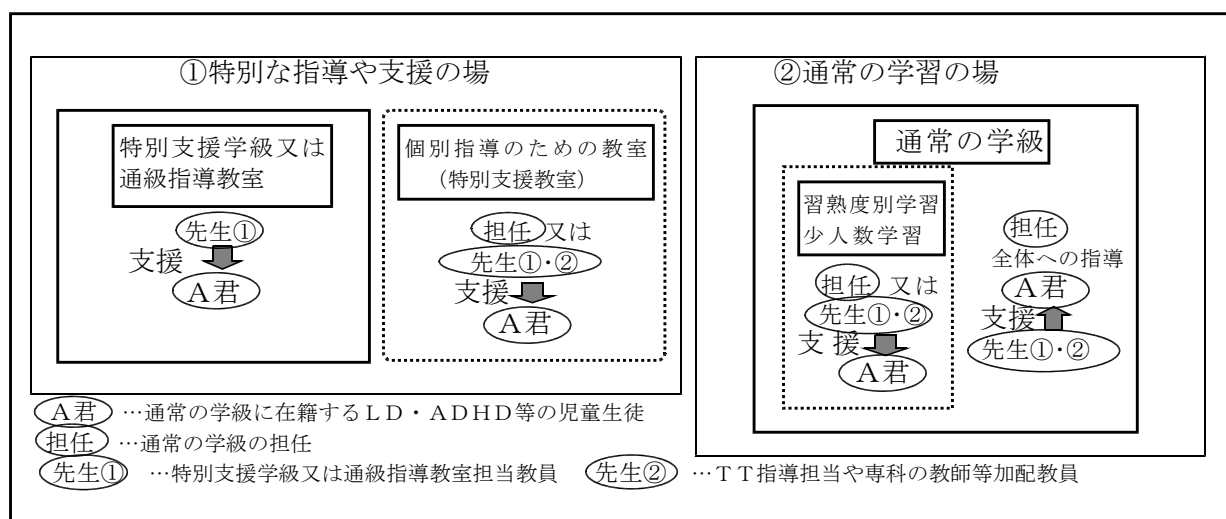 ①特別な指導や支援の場
特別支援学級又は
通級指導教室
先生①
支援
A君
個別指導のための教室
(特別支援教室)
担任 又は
先生①・②
支援
A君
②通常の学習の場
通常の学級
習熟度別学習
少人数学習
担任 又は
先生①・②
支援
A君
担任
全体への指導
A君
支援
先生①・②
A君 …通常の学級に在籍するLD・ADHD等の児童生徒
担任 …通常の学級の担任
先生① …特別支援学級又は通級指導教室担当教員 先生② …TT指導担当や専科の教師等加配教員